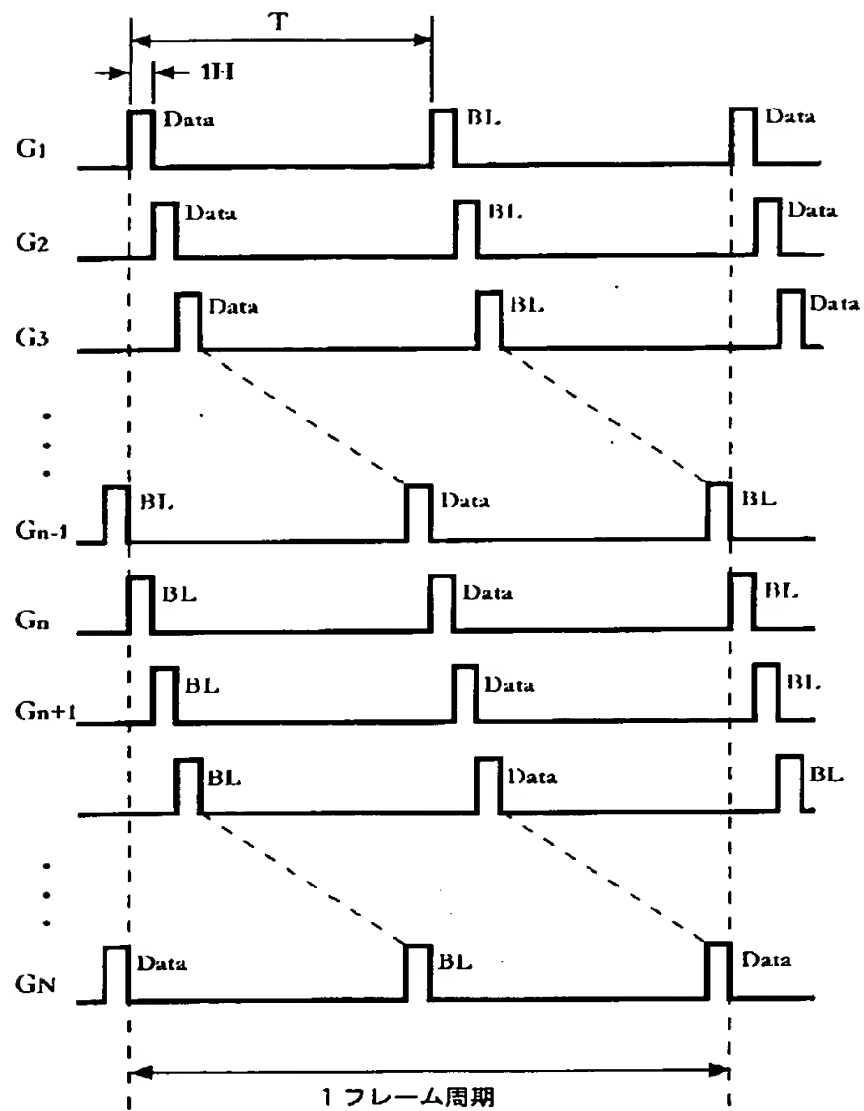 T
1H
G1 Data BL Data
G2 Data BL Data
G3 Data BL Data
Gn-1 BL Data BL
Gn BL Data BL
Gn+1 BL Data BL
BL Data BL
GN Data BL Data
1フレーム周期